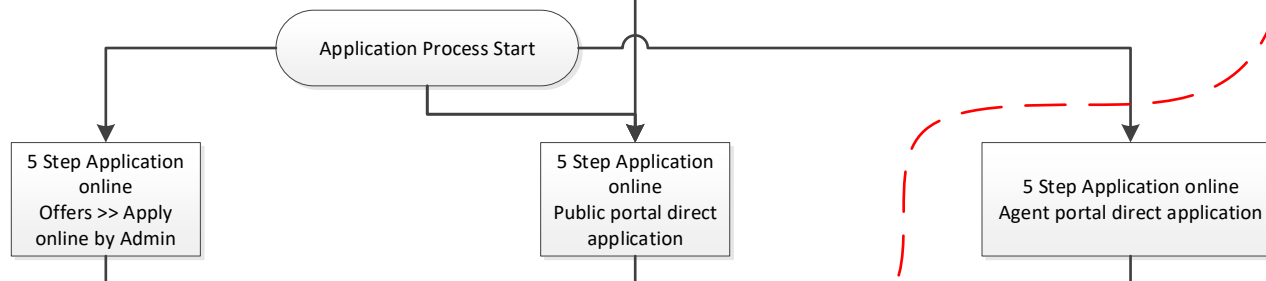 Application Process Start
5 Step Application
online
Offers >> Apply
online by Admin
5 Step Application
online
Public portal direct
application
5 Step Application online
Agent portal direct application